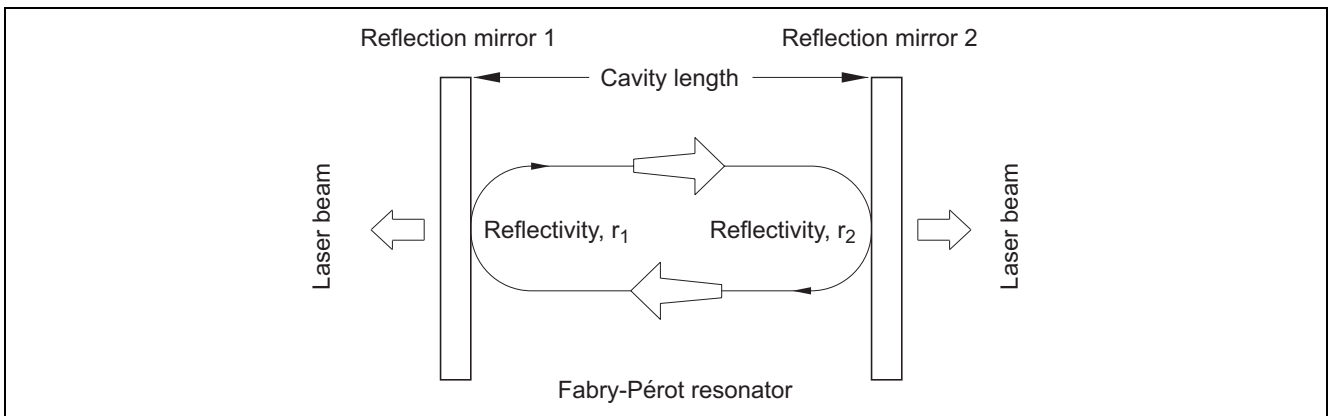 Reflection mirror 1
Reflection mirror 2
Cavity length
Laser beam
Reflectivity, r₁
Reflectivity, r₂
Laser beam
Fabry-Pérot resonator